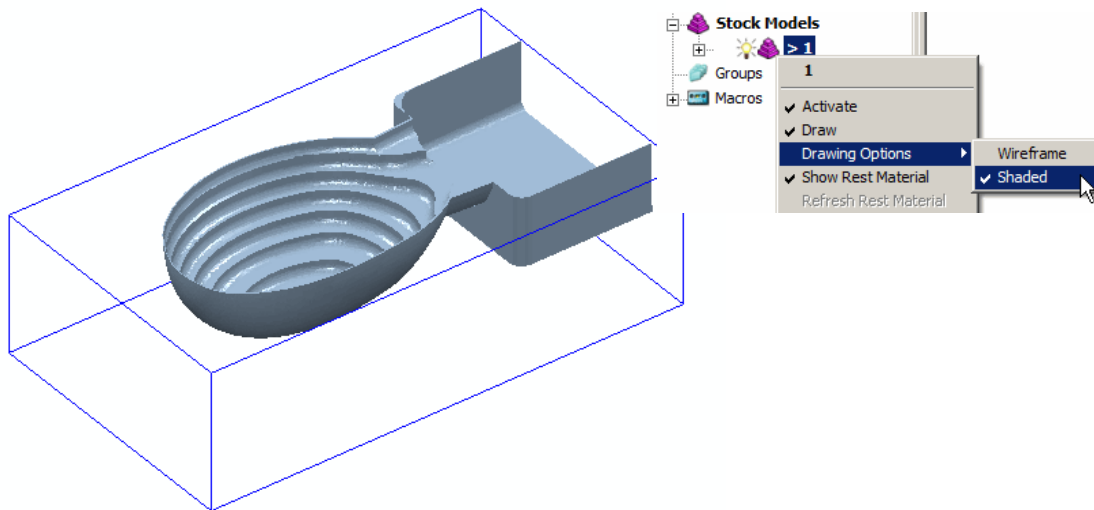 Stock Models
> 1
Groups
Macros
1
Activate
Draw
Drawing Options
Show Rest Material
Refresh Rest Material
Wireframe
Shaded